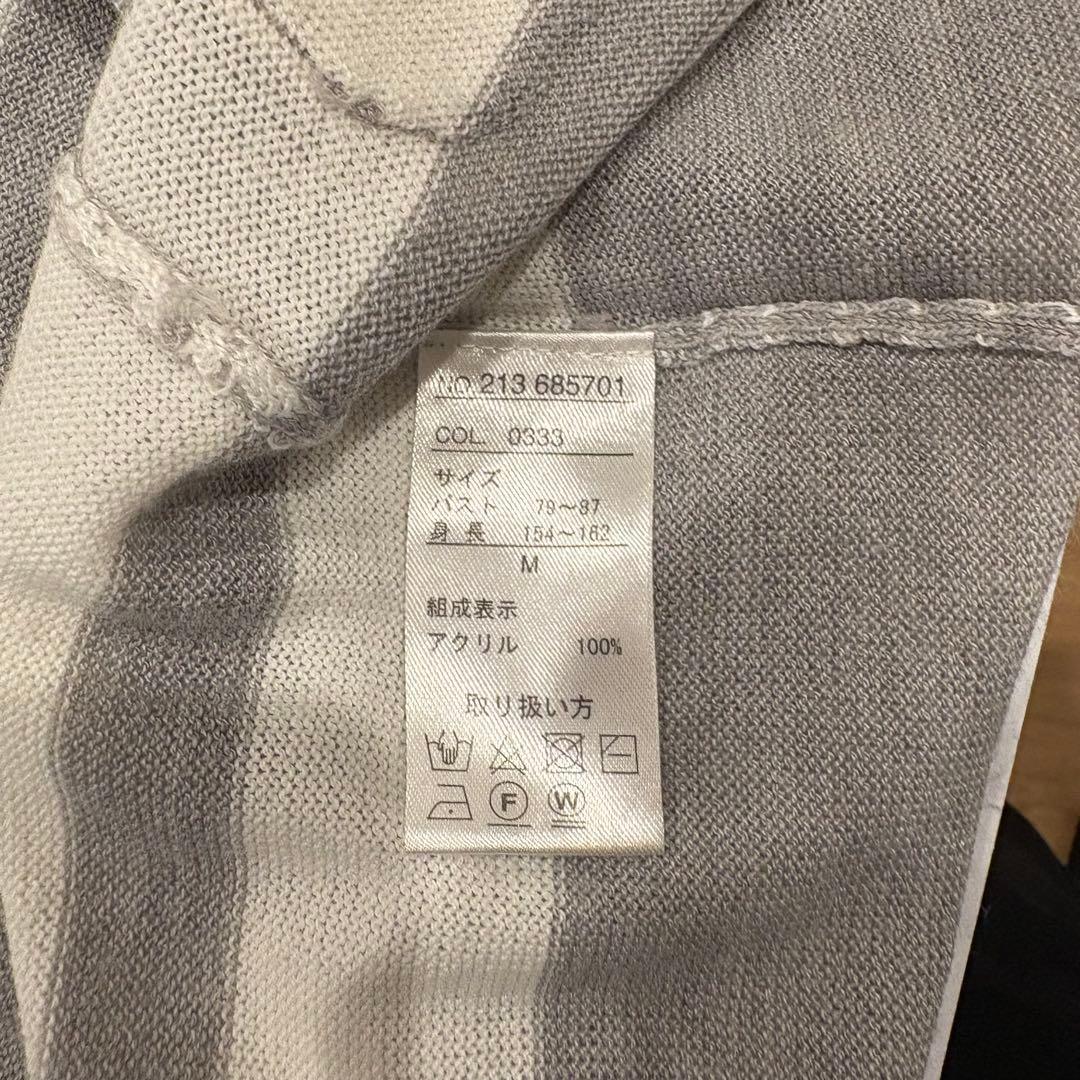 NO.213 685701
COL. 0333
サイズ
バスト 79～87
身長 154～162
M
組成表示
アクリル 100%
取り扱い方
F W